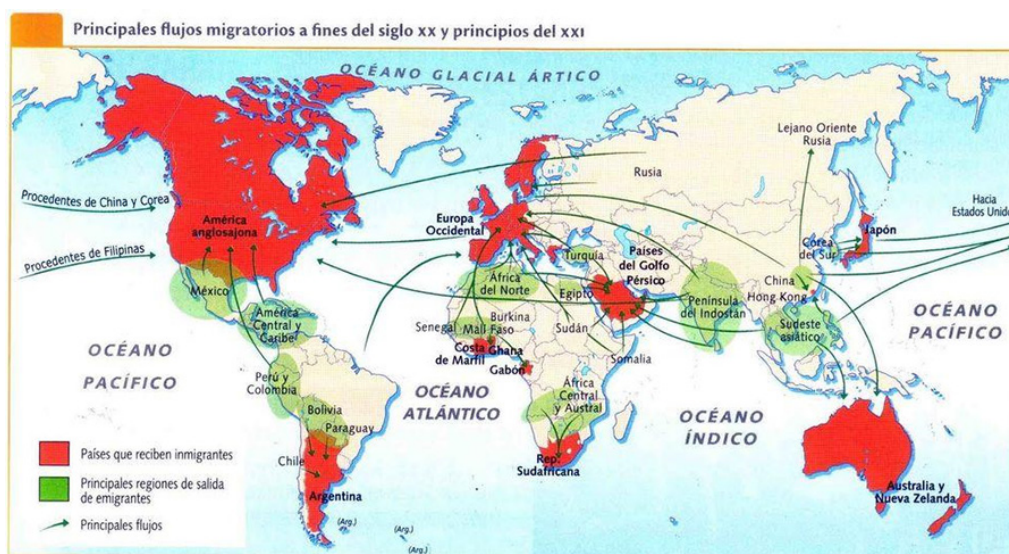 Principales flujos migratorios a fines del siglo XX y principios del XXI
OCÉANO GLACIAL ÁRTICO
Lejano Oriente
Rusia
Rusia
Procedentes de China y Corea
Hacia
Estados Unido
América
anglosajona
Europa
Occidental
Japón
Corea
del Sur
Procedentes de Filipinas
Turquía
Países
del Golfo
Pérsico
China
Hong Kong
México
África
del Norte
Egipto
Península
del Indostán
América
Central y
Caribe
Senegal
Burkina
Malí Faso
Sudán
Sudeste
asiático
OCÉANO
PACÍFICO
Costa
de Marfil
Ghana
Gabón
Somalia
OCÉANO
PACÍFICO
Perú y
Colombia
OCÉANO
ATLÁNTICO
África
Central y
Austral
OCÉANO
ÍNDICO
Bolivia
Paraguay
Chile
Rep.
Sudafricana
Argentina
Australia y
Nueva Zelanda
(Arg.)
(Arg.)
Países que reciben inmigrantes
Principales regiones de salida
de emigrantes
Principales flujos